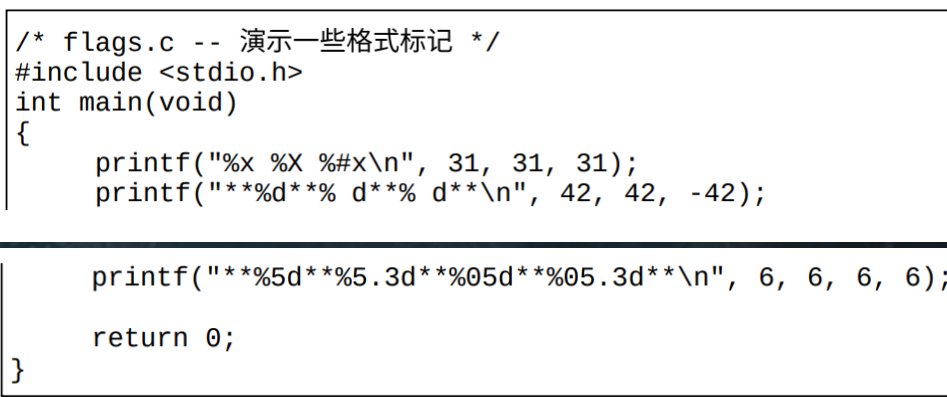 /* flags.c -- 演示一些格式标记 */
#include <stdio.h>
int main(void)
{
printf("%x %X %#x\n", 31, 31, 31);
printf("**%d**% d**% d**\n", 42, 42, -42);
printf("**%5d**%5.3d**%05d**%05.3d**\n", 6, 6, 6, 6);
return 0;
}